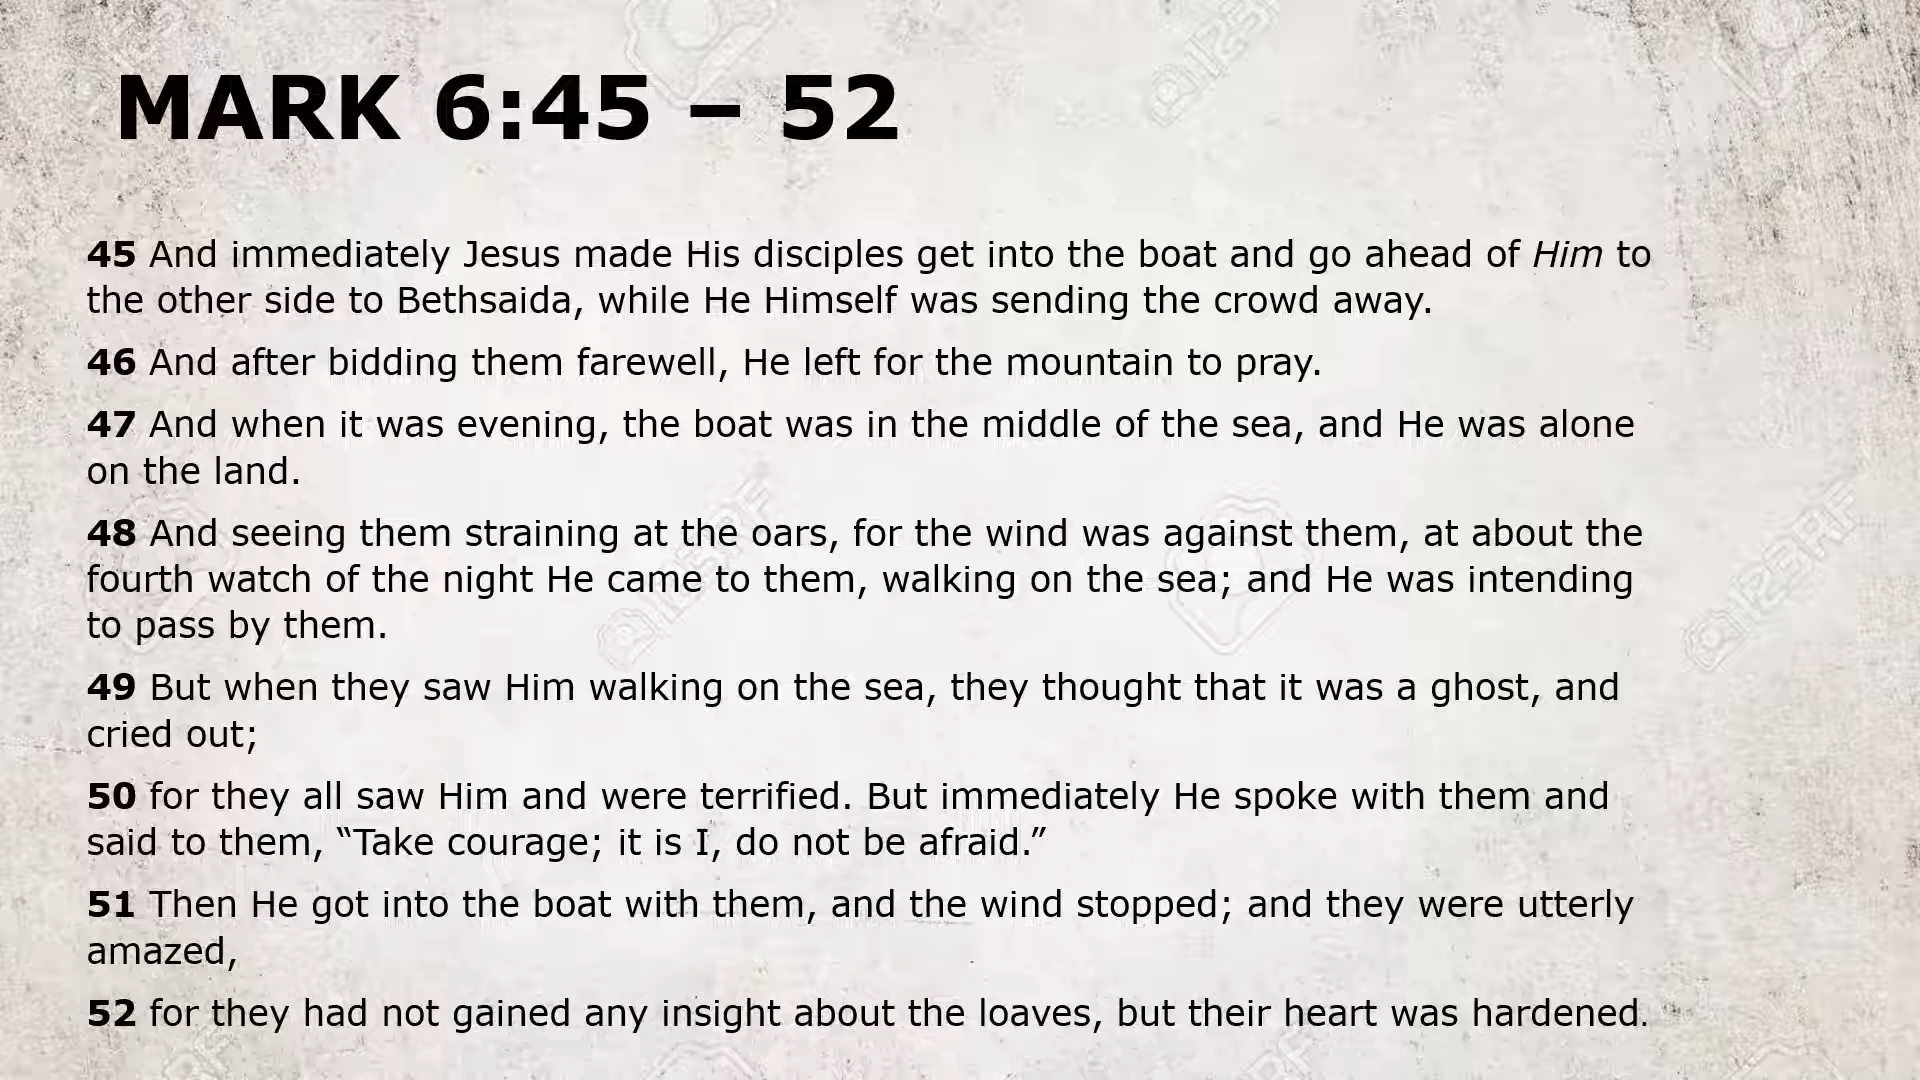 MARK 6:45 – 52
45 And immediately Jesus made His disciples get into the boat and go ahead of Him to
the other side to Bethsaida, while He Himself was sending the crowd away.
46 And after bidding them farewell, He left for the mountain to pray.
47 And when it was evening, the boat was in the middle of the sea, and He was alone
on the land.
48 And seeing them straining at the oars, for the wind was against them, at about the
fourth watch of the night He came to them, walking on the sea; and He was intending
to pass by them.
49 But when they saw Him walking on the sea, they thought that it was a ghost, and
cried out;
50 for they all saw Him and were terrified. But immediately He spoke with them and
said to them, “Take courage; it is I, do not be afraid.”
51 Then He got into the boat with them, and the wind stopped; and they were utterly
amazed,
52 for they had not gained any insight about the loaves, but their heart was hardened.
123RF
123RF
123RF